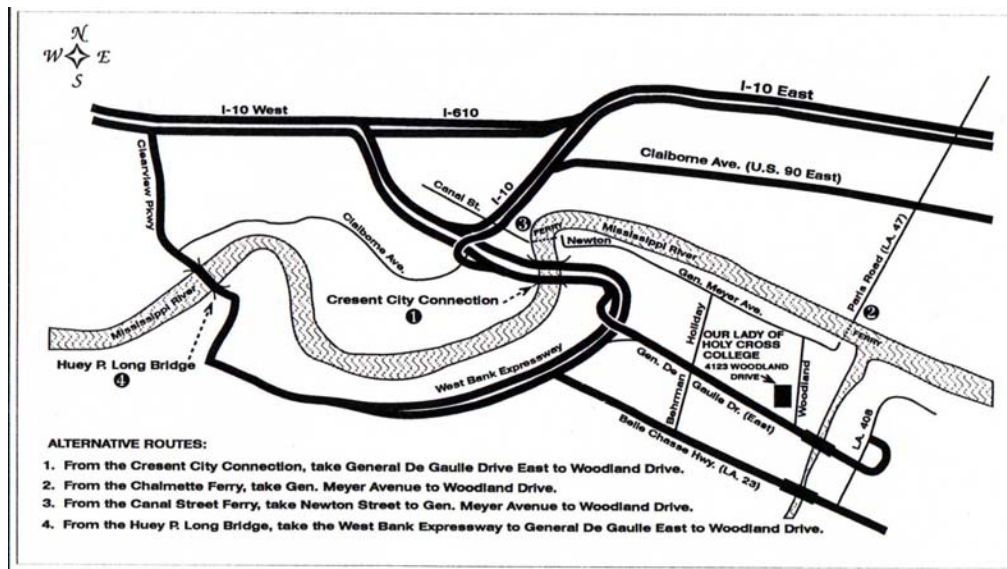 N
W E
S
I-10 East
I-10 West
I-610
Claiborne Ave. (U.S. 90 East)
Clearview Pkwy
Canal St.
I-10
Paris Road (LA. 47)
3
FERRY
Mississippi River
Newton
Claiborne Ave.
Gen. Meyer Ave.
Cresent City Connection
1
Mississippi River
2
FERRY
Holiday
OUR LADY OF
HOLY CROSS
COLLEGE
4123 WOODLAND
DRIVE
Huey P. Long Bridge
4
West Bank Expressway
Gen. De
Gaulle Dr. (East)
Woodland
Behrman
Belle Chasse Hwy. (LA. 23)
LA. 408
ALTERNATIVE ROUTES:
1. From the Cresent City Connection, take General De Gaulle Drive East to Woodland Drive.
2. From the Chalmette Ferry, take Gen. Meyer Avenue to Woodland Drive.
3. From the Canal Street Ferry, take Newton Street to Gen. Meyer Avenue to Woodland Drive.
4. From the Huey P. Long Bridge, take the West Bank Expressway to General De Gaulle East to Woodland Drive.